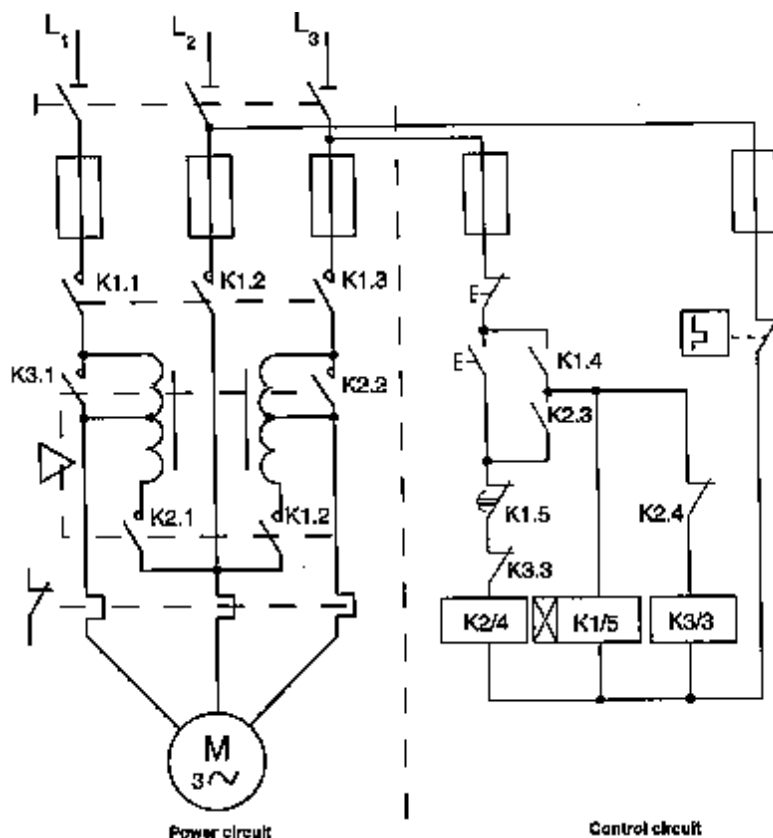 L1 L2 L3
K1.1 K1.2 K1.3
E
K3.1 K2.2 E K1.4
K2.3
K2.1 K1.2 K1.5 K2.4
K3.3
K2/4 K1/5 K3/3
M
3~
Power circuit Control circuit